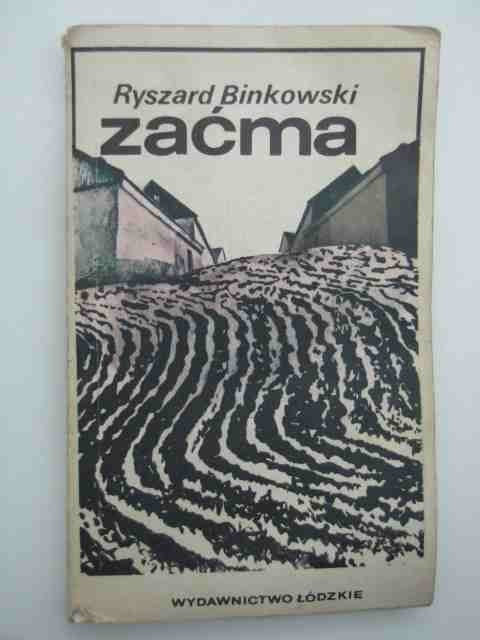 Ryszard Binkowski
zaćma
WYDAWNICTWO ŁÓDZKIE